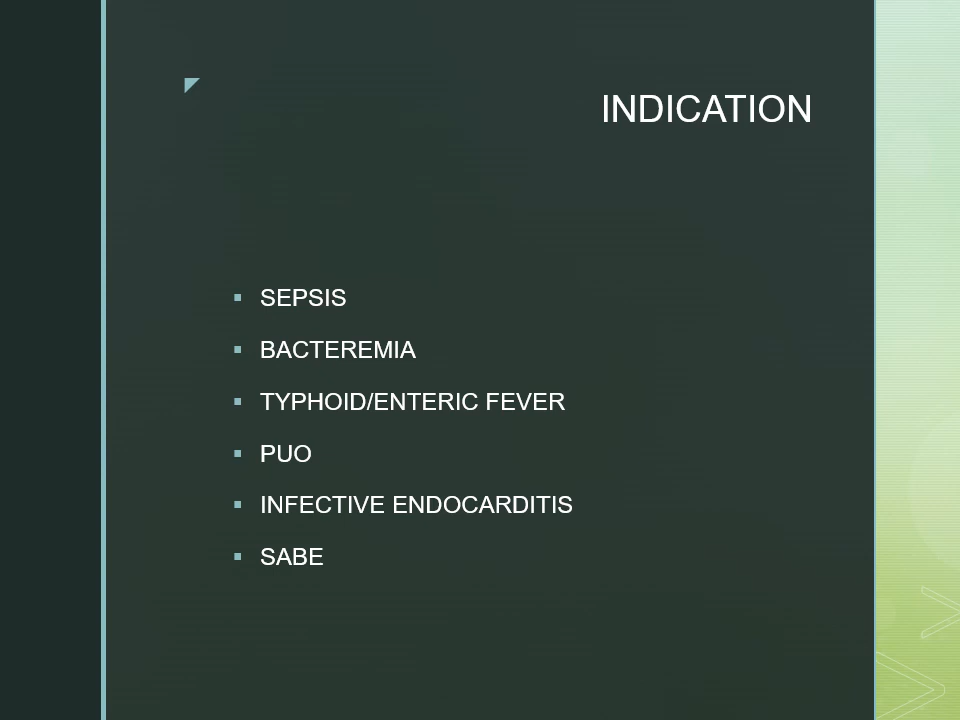 INDICATION
SEPSIS
BACTEREMIA
TYPHOID/ENTERIC FEVER
PUO
INFECTIVE ENDOCARDITIS
SABE